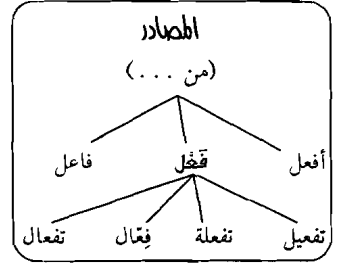 المصادر
(من . . .)
أفعل فَعَّل فاعل
تفعيل تفعلة فِعّال تفعال